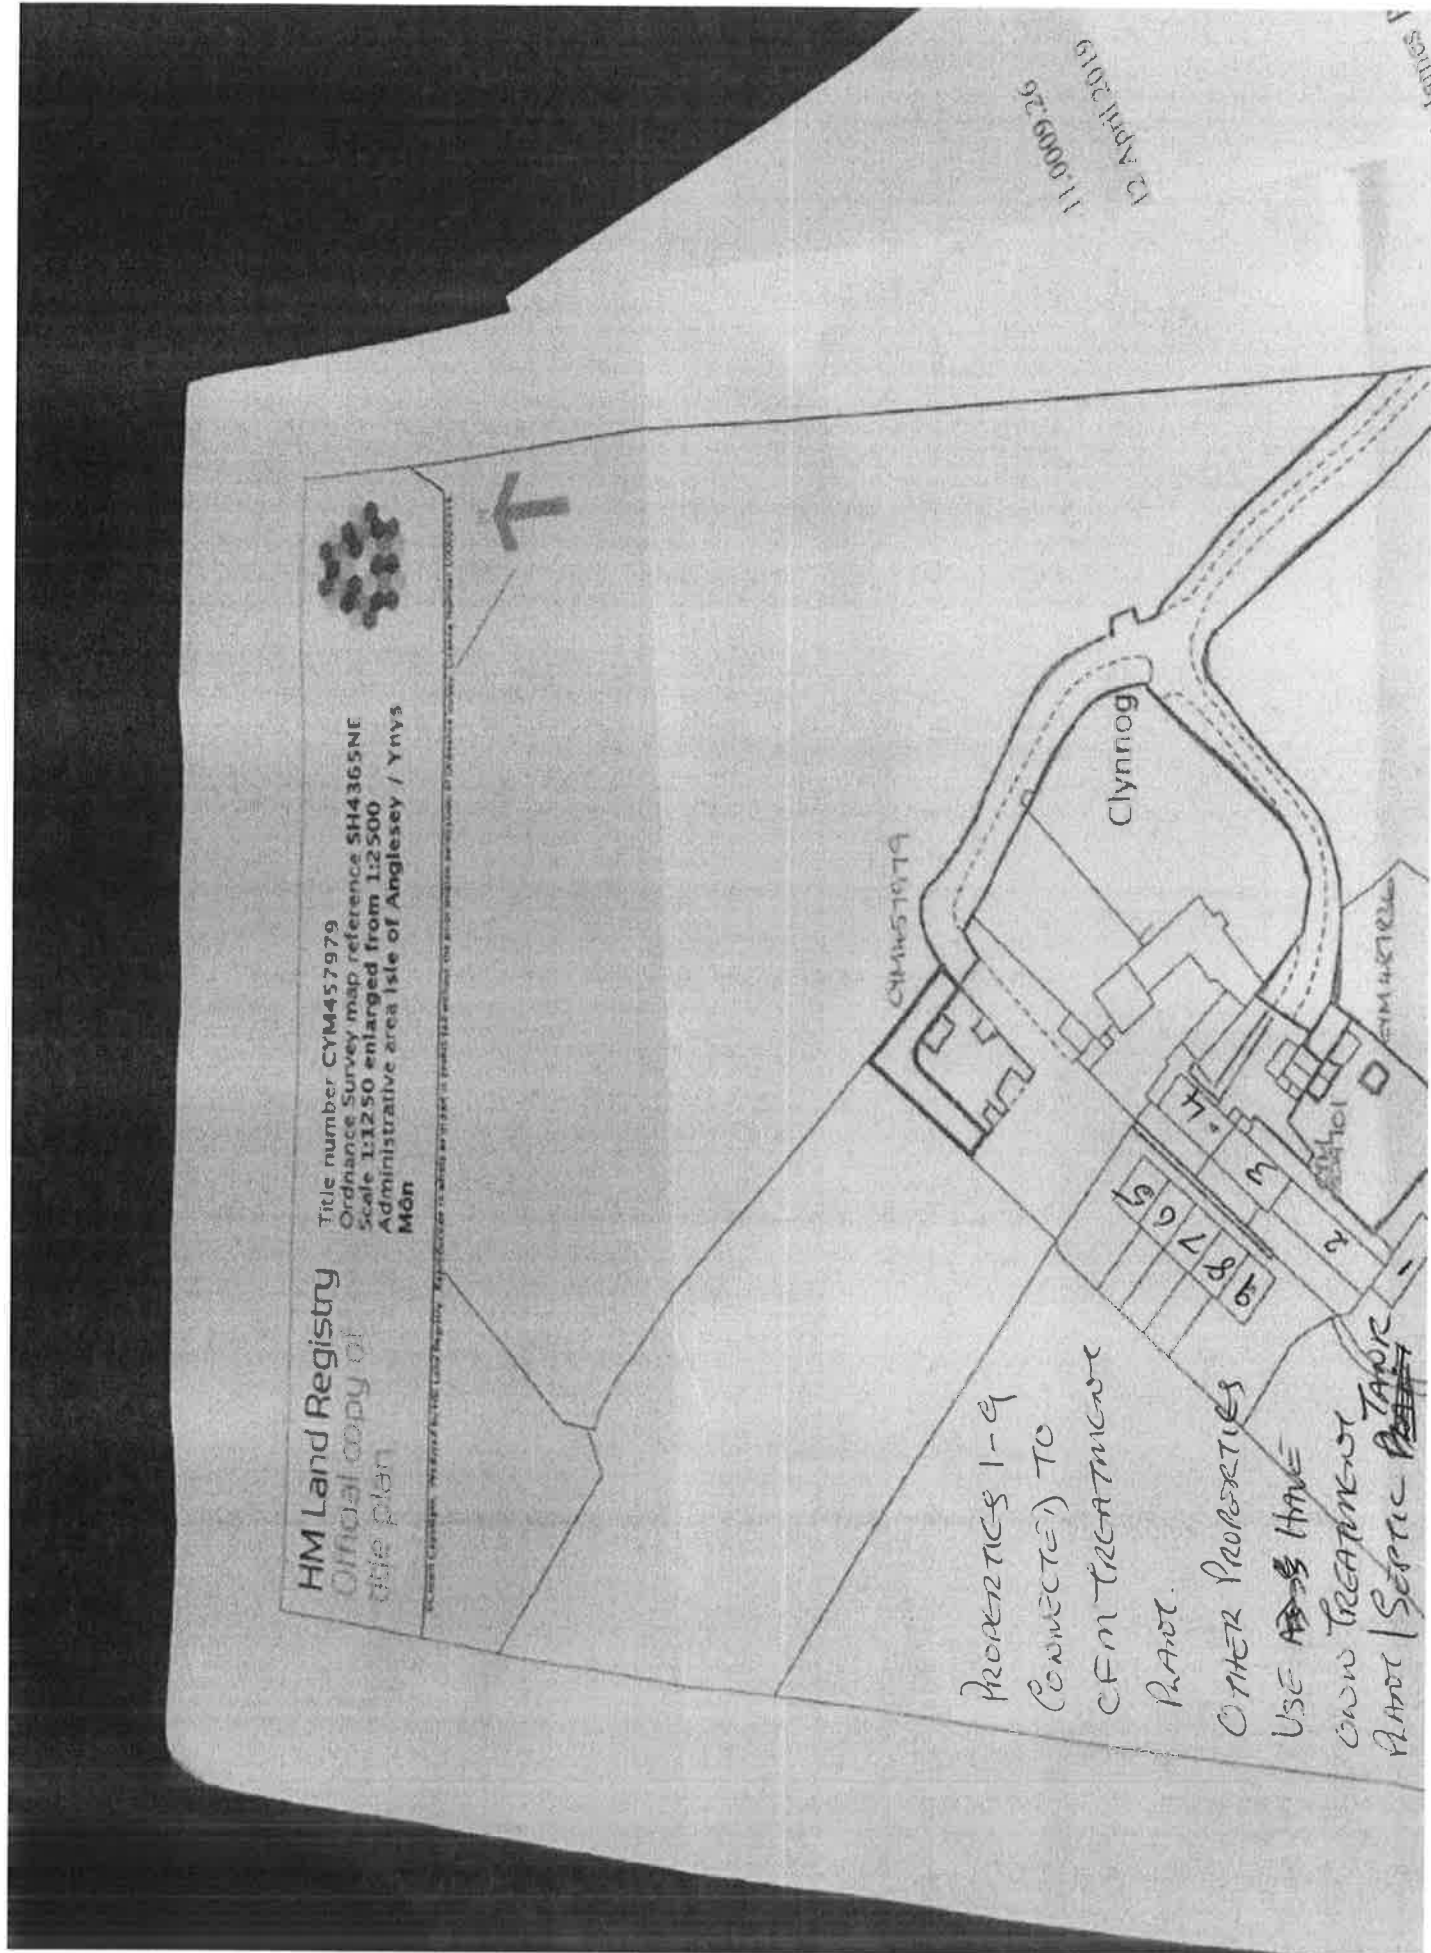 HM Land Registry
Official copy of
title plan
Title number CYM457979
Ordnance Survey map reference SH4365NE
Scale 1:1250 enlarged from 1:2500
Administrative area Isle of Anglesey / Ynys
Môn
11.0009.26
12 April 2019
James
CYM457979
Clynnog
4
3
2
1
5
6
7
8
9
PROPERTIES 1-9
CONNECTED TO
CFM TREATMENT
PLANT.
OTHER PROPERTIES
USE HAVE
OWN TREATMENT
PLANT / SEPTIC TANK